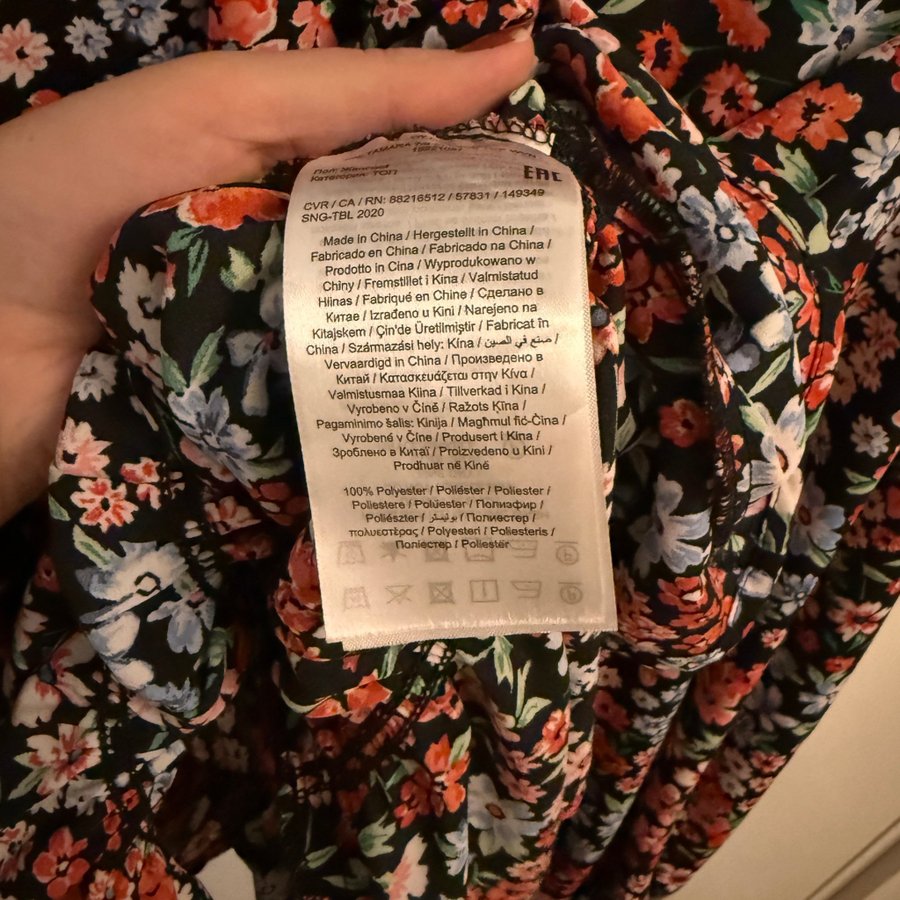 Категория: ТОП
EAC
CVR / CA / RN: 88216512 / 57831 / 149349
SNG-TBL 2020
Made in China / Hergestellt in China /
Fabricado en China / Fabricado na China /
Prodotto in Cina / Wyprodukowano w
Chiny / Fremstillet i Kina / Valmistatud
Hiinas / Fabriqué en Chine / Сделано в
Китае / Izrađeno u Kini / Narejeno na
Kitajskem / Çin'de Üretilmiştir / Fabricat în
China / Származási hely: Kína / صنع في الصين /
Vervaardigd in China / Произведено в
Китай / Κατασκευάζεται στην Κίνα /
Valmistusmaa Kiina / Tillverkad i Kina /
Vyrobeno v Číně / Ražots Ķīna /
Pagaminimo šalis: Kinija / Magħmul fiċ-Ċina /
Vyrobené v Číne / Produsert i Kina /
Зроблено в Китаї / Proizvedeno u Kini /
Prodhuar në Kinë
100% Polyester / Poliéster / Poliester /
Poliestere / Polüester / Полиэфир /
Poliészter / بوليستر / Полиестер /
πολυεστέρας / Polyesteri / Poliesteris /
Поліестер / Poliestër